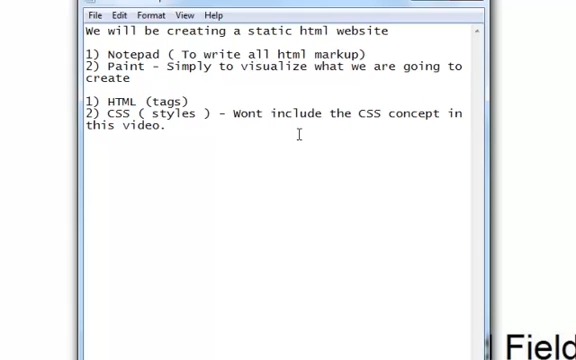 File Edit Format View Help
We will be creating a static html website
1) Notepad ( To write all html markup)
2) Paint - Simply to visualize what we are going to
create
1) HTML (tags)
2) CSS ( styles ) - Wont include the CSS concept in
this video.
Field